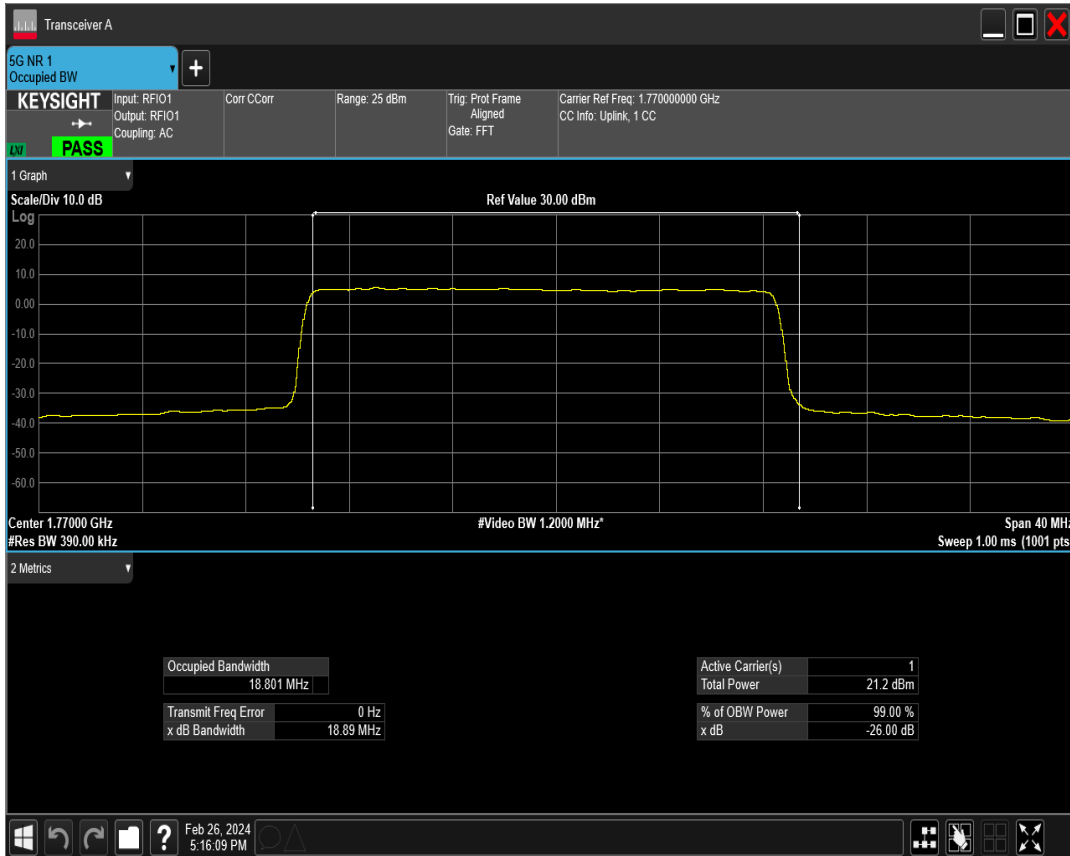 Transceiver A
5G NR 1
Occupied BW
+
KEYSIGHT
LXI
PASS
Input: RFIO1
Output: RFIO1
Coupling: AC
Corr CCorr
Range: 25 dBm
Trig: Prot Frame
Aligned
Gate: FFT
Carrier Ref Freq: 1.770000000 GHz
CC Info: Uplink, 1 CC
1 Graph
Scale/Div 10.0 dB
Ref Value 30.00 dBm
Log
20.0
10.0
0.00
-10.0
-20.0
-30.0
-40.0
-50.0
-60.0
Center 1.77000 GHz
#Video BW 1.2000 MHz*
Span 40 MHz
#Res BW 390.00 kHz
Sweep 1.00 ms (1001 pts
2 Metrics
Occupied Bandwidth
18.801 MHz
Transmit Freq Error 0 Hz
x dB Bandwidth 18.89 MHz
Active Carrier(s) 1
Total Power 21.2 dBm
% of OBW Power 99.00 %
x dB -26.00 dB
?
Feb 26, 2024
5:16:09 PM